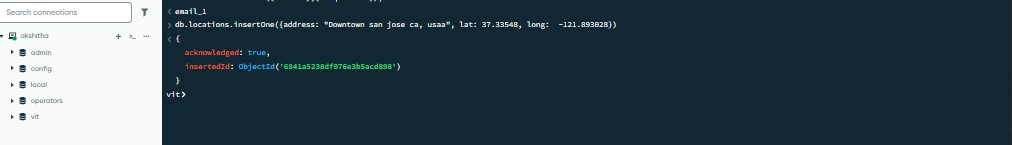 Search connections
akshitha
admin
config
local
operators
vit
email_1
db.locations.insertOne({address: "Downtown san jose ca, usaa", lat: 37.33548, long:  -121.893028})
{
acknowledged: true,
insertedId: ObjectId('6841a5238df076e3b5acd898')
}
vit>